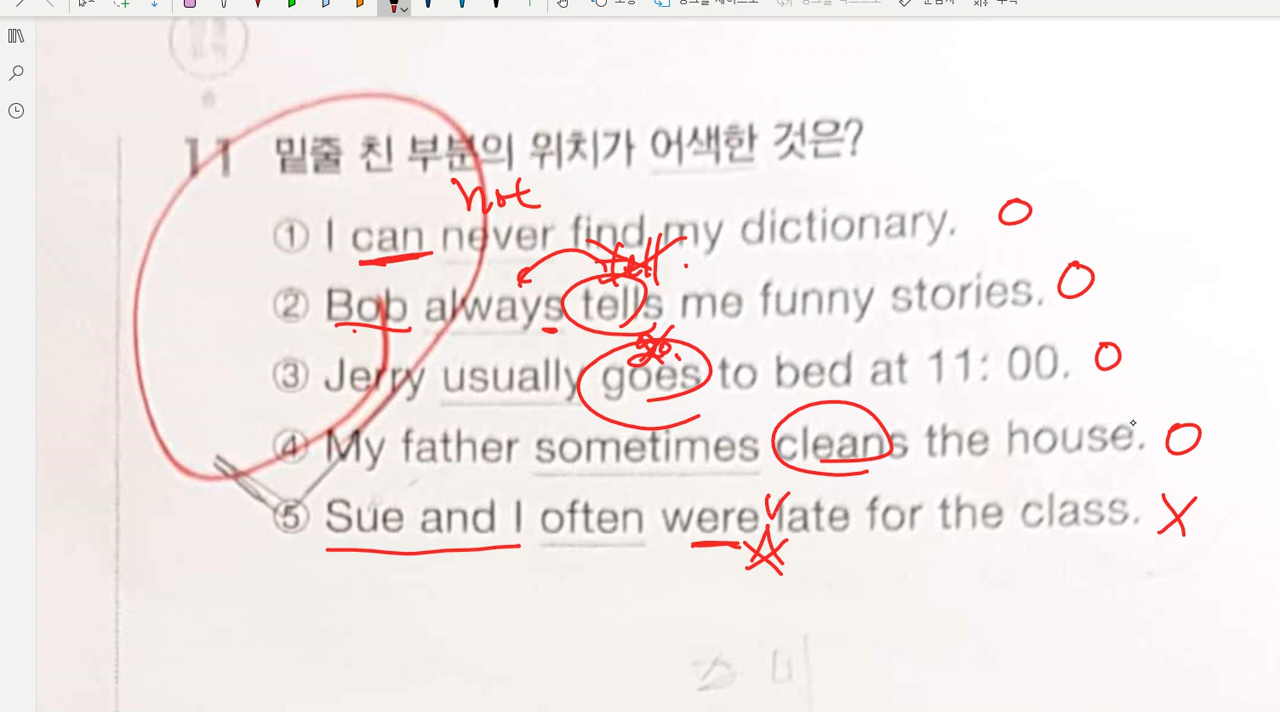 11 밑줄 친 부분의 위치가 어색한 것은?
not
① I can never find my dictionary. O
② Bob always tells me funny stories. O
③ Jerry usually goes to bed at 11: 00. O
④ My father sometimes cleans the house. O
⑤ Sue and I often were late for the class. X